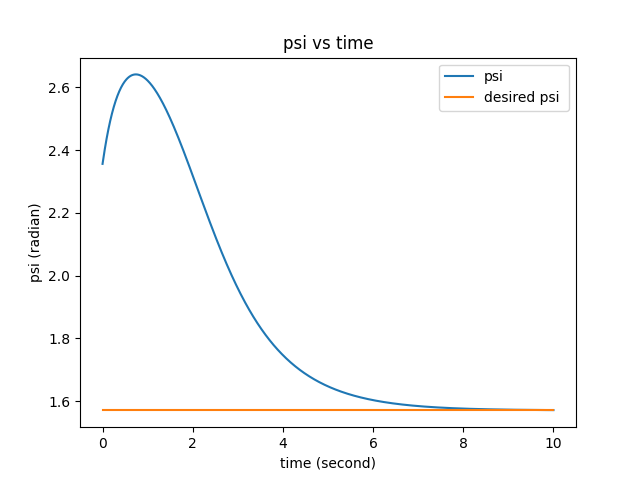 psi vs time
psi
desired psi
2.6
2.4
2.2
2.0
1.8
1.6
psi (radian)
0 2 4 6 8 10
time (second)